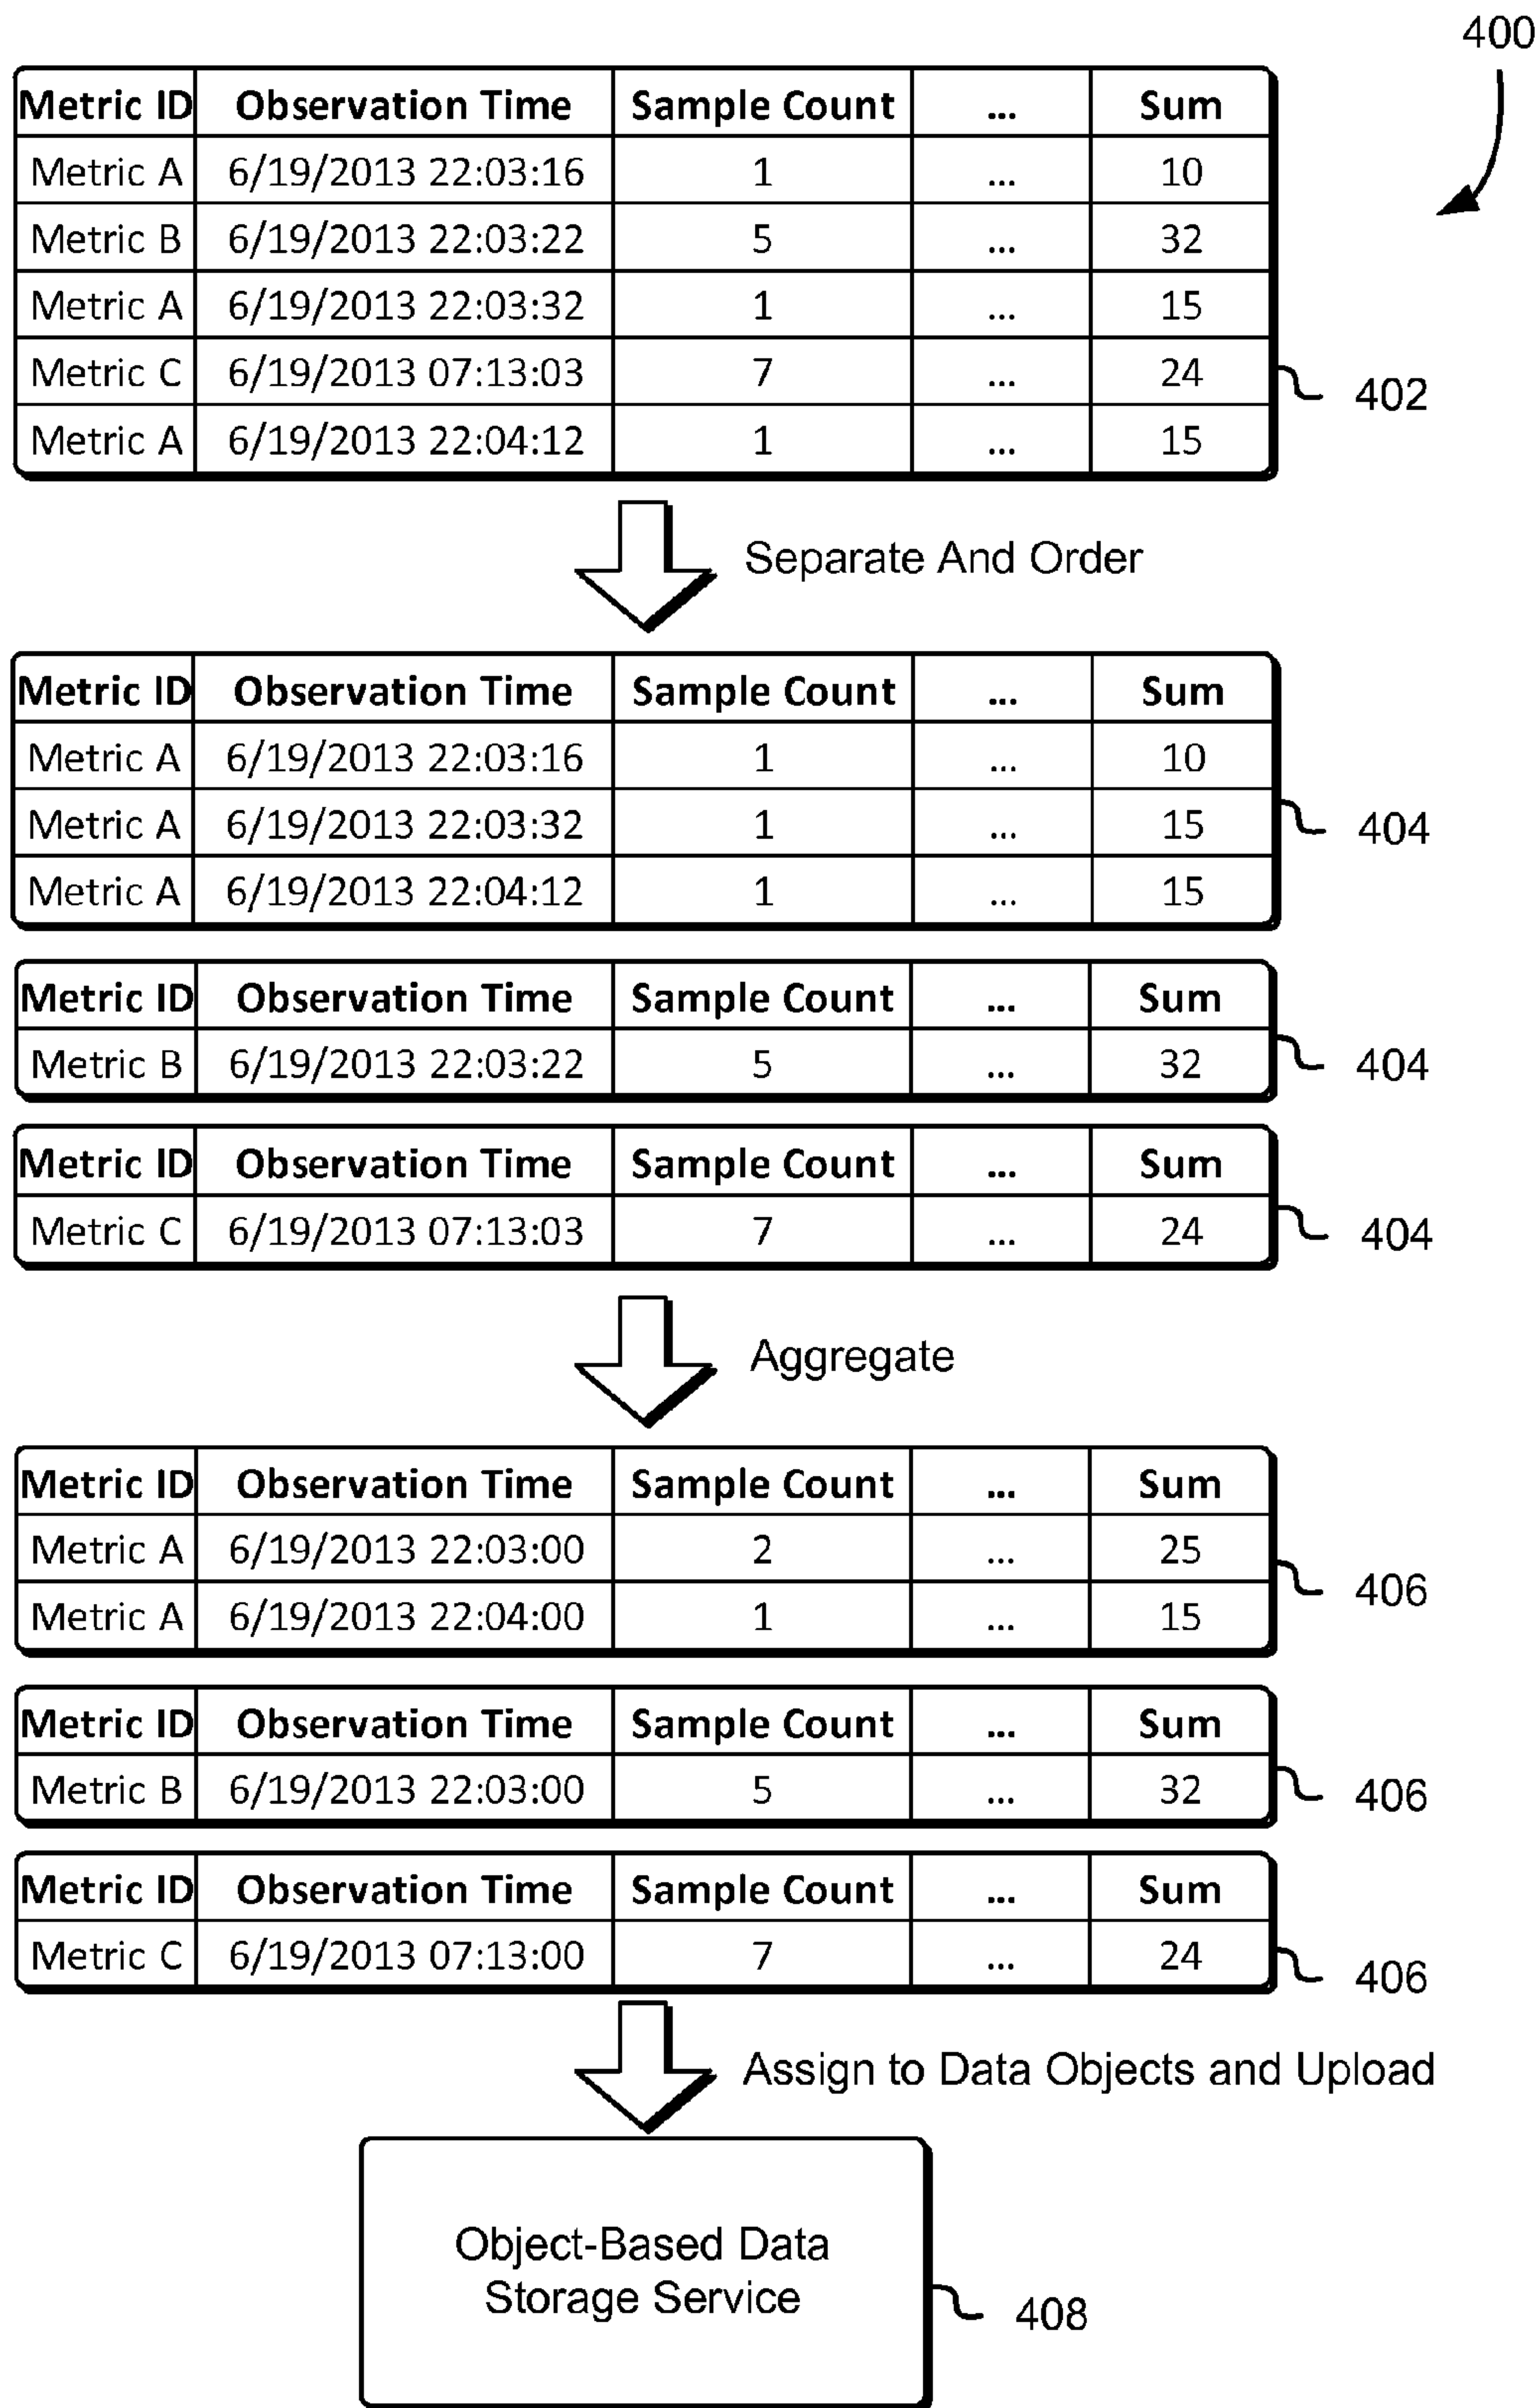 400
Metric ID Observation Time Sample Count ... Sum
Metric A 6/19/2013 22:03:16 1 ... 10
Metric B 6/19/2013 22:03:22 5 ... 32
Metric A 6/19/2013 22:03:32 1 ... 15
Metric C 6/19/2013 07:13:03 7 ... 24
402
Metric A 6/19/2013 22:04:12 1 ... 15
Separate And Order
Metric ID Observation Time Sample Count ... Sum
Metric A 6/19/2013 22:03:16 1 ... 10
Metric A 6/19/2013 22:03:32 1 ... 15
404
Metric A 6/19/2013 22:04:12 1 ... 15
Metric ID Observation Time Sample Count ... Sum
Metric B 6/19/2013 22:03:22 5 ... 32
404
Metric ID Observation Time Sample Count ... Sum
Metric C 6/19/2013 07:13:03 7 ... 24
404
Aggregate
Metric ID Observation Time Sample Count ... Sum
Metric A 6/19/2013 22:03:00 2 ... 25
406
Metric A 6/19/2013 22:04:00 1 ... 15
Metric ID Observation Time Sample Count ... Sum
Metric B 6/19/2013 22:03:00 5 ... 32
406
Metric ID Observation Time Sample Count ... Sum
Metric C 6/19/2013 07:13:00 7 ... 24
406
Assign to Data Objects and Upload
Object-Based Data
Storage Service
408